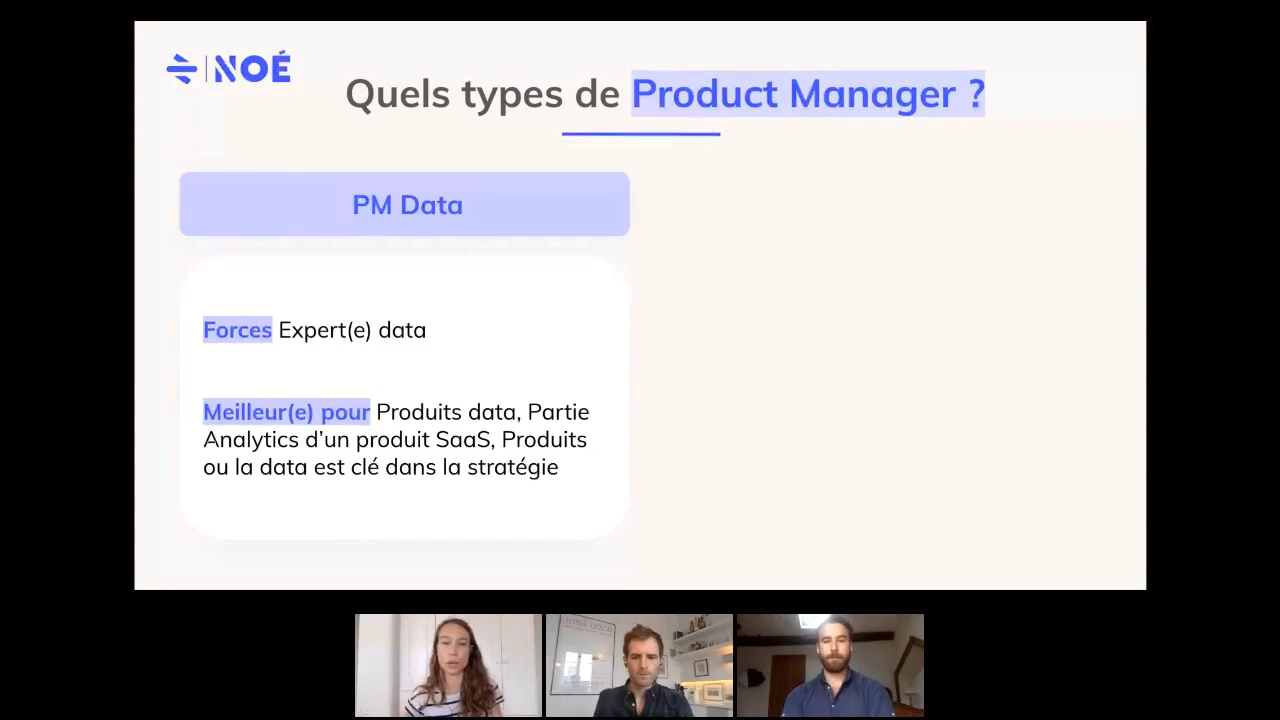 NOÉ
Quels types de Product Manager ?
PM Data
Forces Expert(e) data
Meilleur(e) pour Produits data, Partie
Analytics d'un produit SaaS, Produits
ou la data est clé dans la stratégie